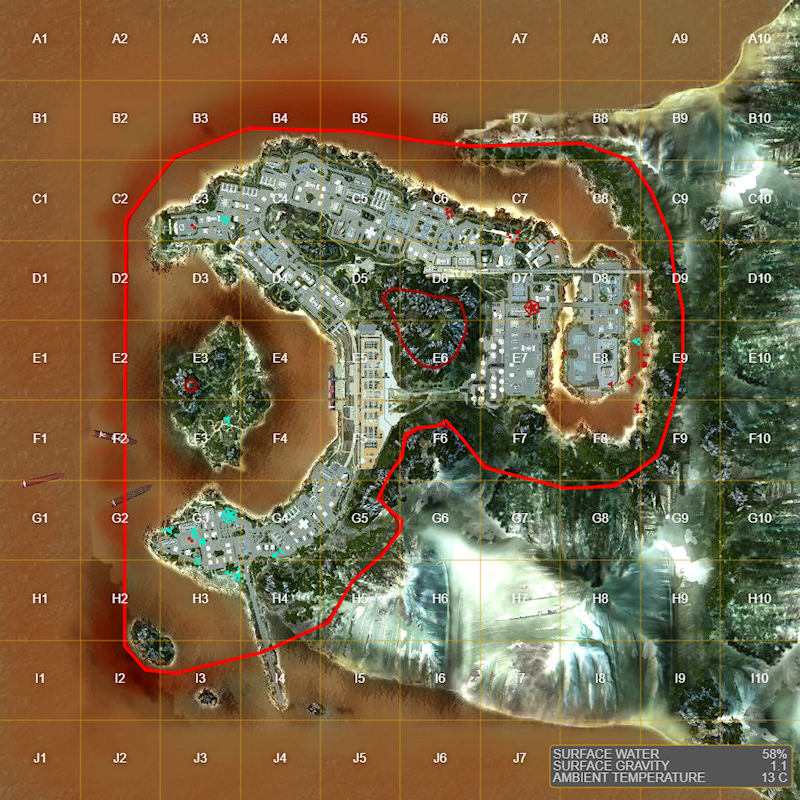 A1 A2 A3 A4 A5 A6 A7 A8 A9 A10
B1 B2 B3 B4 B5 B6 B7 B8 B9 B10
C1 C2 C3 C4 C5 C6 C7 C8 C9 C10
D1 D2 D3 D4 D5 D6 D7 D8 D9 D10
E1 E2 E3 E4 E5 E6 E7 E8 E9 E10
F1 F2 F3 F4 F5 F6 F7 F8 F9 F10
G1 G2 G3 G4 G5 G6 G7 G8 G9 G10
H1 H2 H3 H4 H5 H6 H7 H8 H9 H10
I1 I2 I3 I4 I5 I6 I7 I8 I9 I10
J1 J2 J3 J4 J5 J6 J7
SURFACE WATER 58%
SURFACE GRAVITY 1.1
AMBIENT TEMPERATURE 13 C